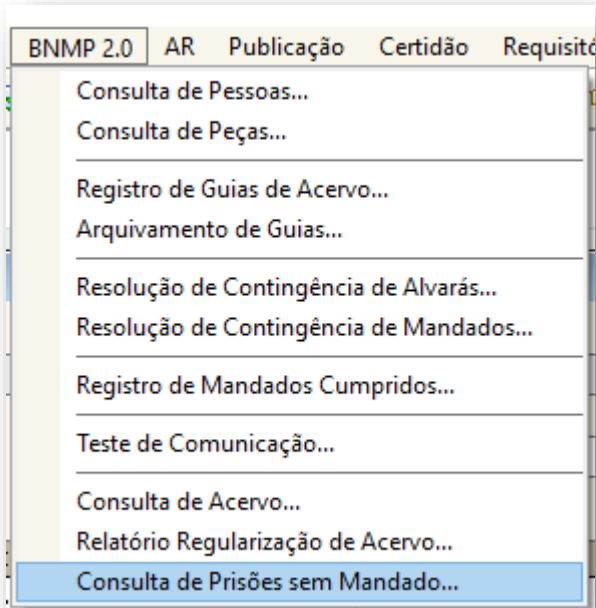 BNMP 2.0 AR Publicação Certidão Requisitó
Consulta de Pessoas...
Consulta de Peças...
Registro de Guias de Acervo...
Arquivamento de Guias...
Resolução de Contingência de Alvarás...
Resolução de Contingência de Mandados...
Registro de Mandados Cumpridos...
Teste de Comunicação...
Consulta de Acervo...
Relatório Regularização de Acervo...
Consulta de Prisões sem Mandado...